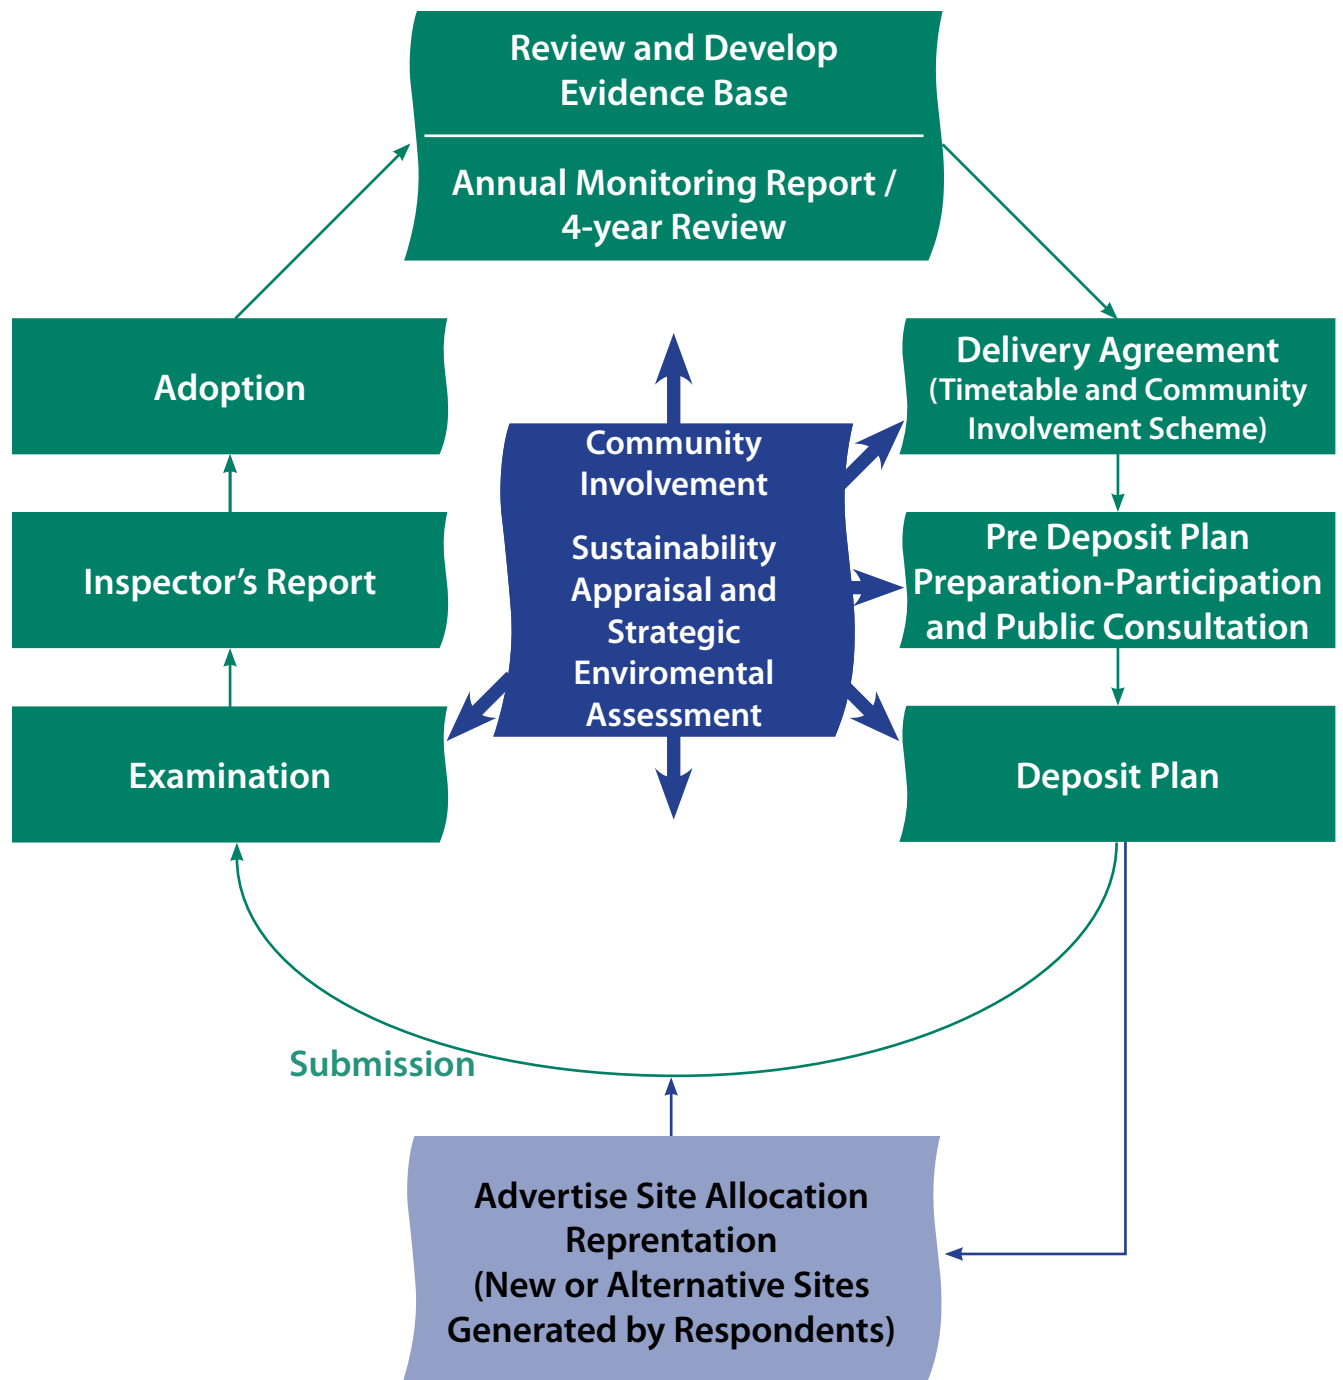 Review and Develop
Evidence Base
Annual Monitoring Report /
4-year Review
Adoption
Delivery Agreement
(Timetable and Community
Involvement Scheme)
Community
Involvement
Sustainability
Appraisal and
Strategic
Enviromental
Assessment
Inspector’s Report
Pre Deposit Plan
Preparation-Participation
and Public Consultation
Examination
Deposit Plan
Submission
Advertise Site Allocation
Reprentation
(New or Alternative Sites
Generated by Respondents)